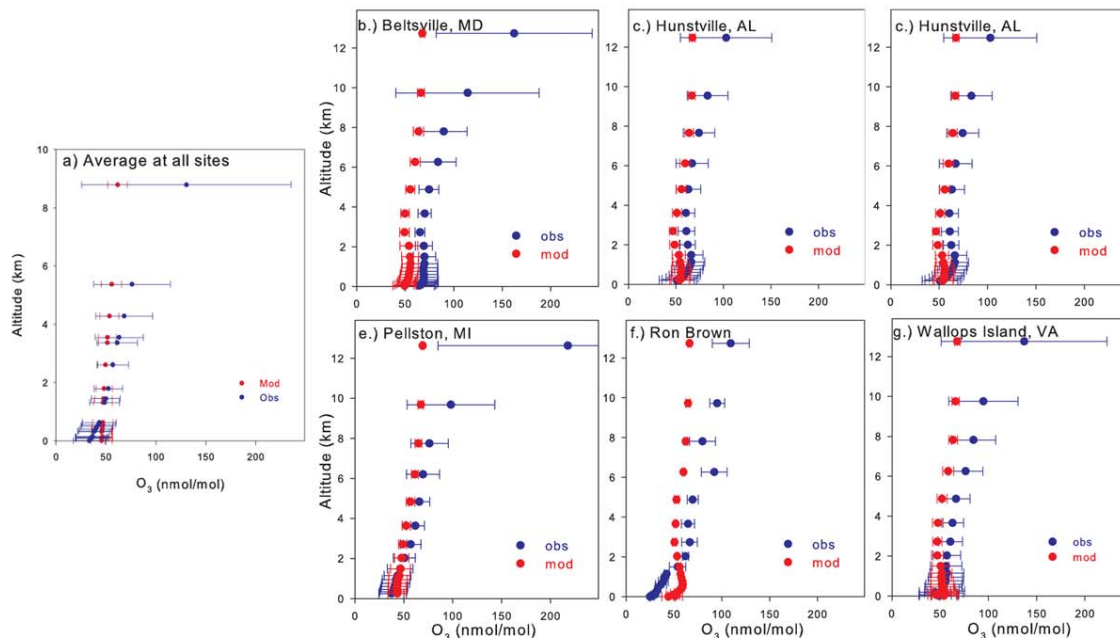 b.) Beltsville, MD
c.) Hunstville, AL
c.) Hunstville, AL
12
10
8
6
4
2
0
Altitude (km)
obs
mod
0 50 100 150 200
12
10
8
6
4
2
0
obs
mod
0 50 100 150 200
12
10
8
6
4
2
0
obs
mod
0 50 100 150 200
a) Average at all sites
10
8
6
4
2
0
Altitude (km)
Mod
Obs
0 50 100 150 200
O3 (nmol/mol)
e.) Pellston, MI
f.) Ron Brown
g.) Wallops Island, VA
12
10
8
6
4
2
0
Altitude (km)
obs
mod
0 50 100 150 200
O3 (nmol/mol)
12
10
8
6
4
2
0
obs
mod
0 50 100 150 200
O3 (nmol/mol)
12
10
8
6
4
2
0
obs
mod
0 50 100 150 200
O3 (nmol/mol)